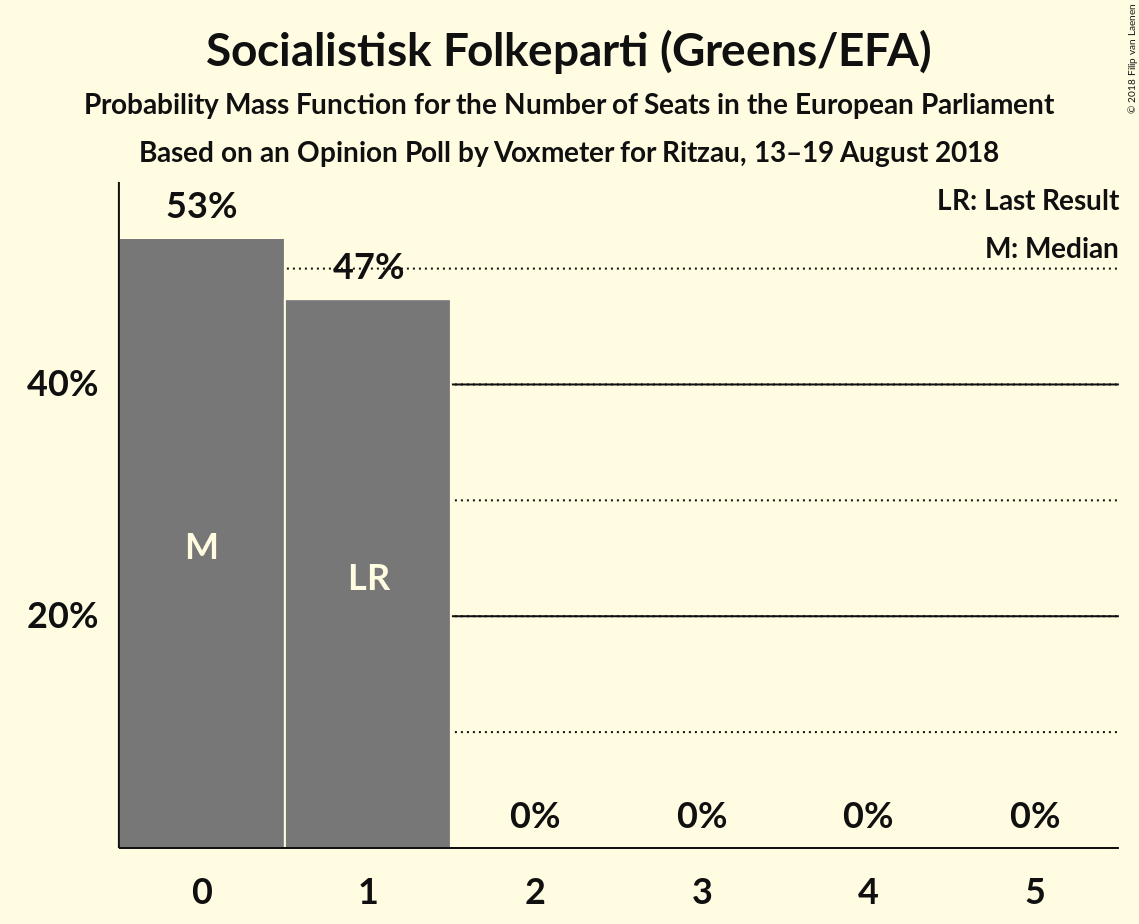 Socialistisk Folkeparti (Greens/EFA)
Probability Mass Function for the Number of Seats in the European Parliament
Based on an Opinion Poll by Voxmeter for Ritzau, 13–19 August 2018
© 2018 Filip van Laenen
LR: Last Result
M: Median
53%
47%
40%
20%
M
LR
0%
0%
0%
0%
0
1
2
3
4
5